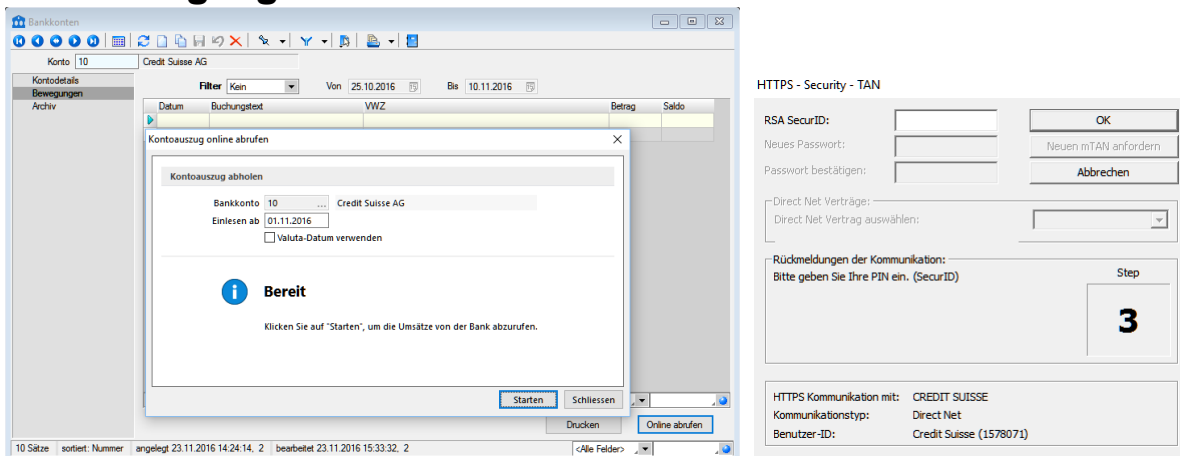 Bankkonten
Konto 10 Credit Suisse AG
Kontodetails
Bewegungen
Archiv
Filter Kein Von 25.10.2016 Bis 10.11.2016
Datum Buchungstext VWZ Betrag Saldo
Kontoauszug online abrufen
Kontoauszug abholen
Bankkonto 10 ... Credit Suisse AG
Einlesen ab 01.11.2016
Valuta-Datum verwenden
Bereit
Klicken Sie auf "Starten", um die Umsätze von der Bank abzurufen.
Starten Schliessen
Drucken Online abrufen
10 Sätze sortiert: Nummer angelegt 23.11.2016 14:24:14, 2 bearbeitet 23.11.2016 15:33:32, 2 <Alle Felder>
HTTPS - Security - TAN
RSA SecurID: OK
Neues Passwort: Neuen mTAN anfordern
Passwort bestätigen: Abbrechen
Direct Net Verträge:
Direct Net Vertrag auswählen:
Rückmeldungen der Kommunikation:
Bitte geben Sie Ihre PIN ein. (SecurID) Step
3
HTTPS Kommunikation mit: CREDIT SUISSE
Kommunikationstyp: Direct Net
Benutzer-ID: Credit Suisse (1578071)